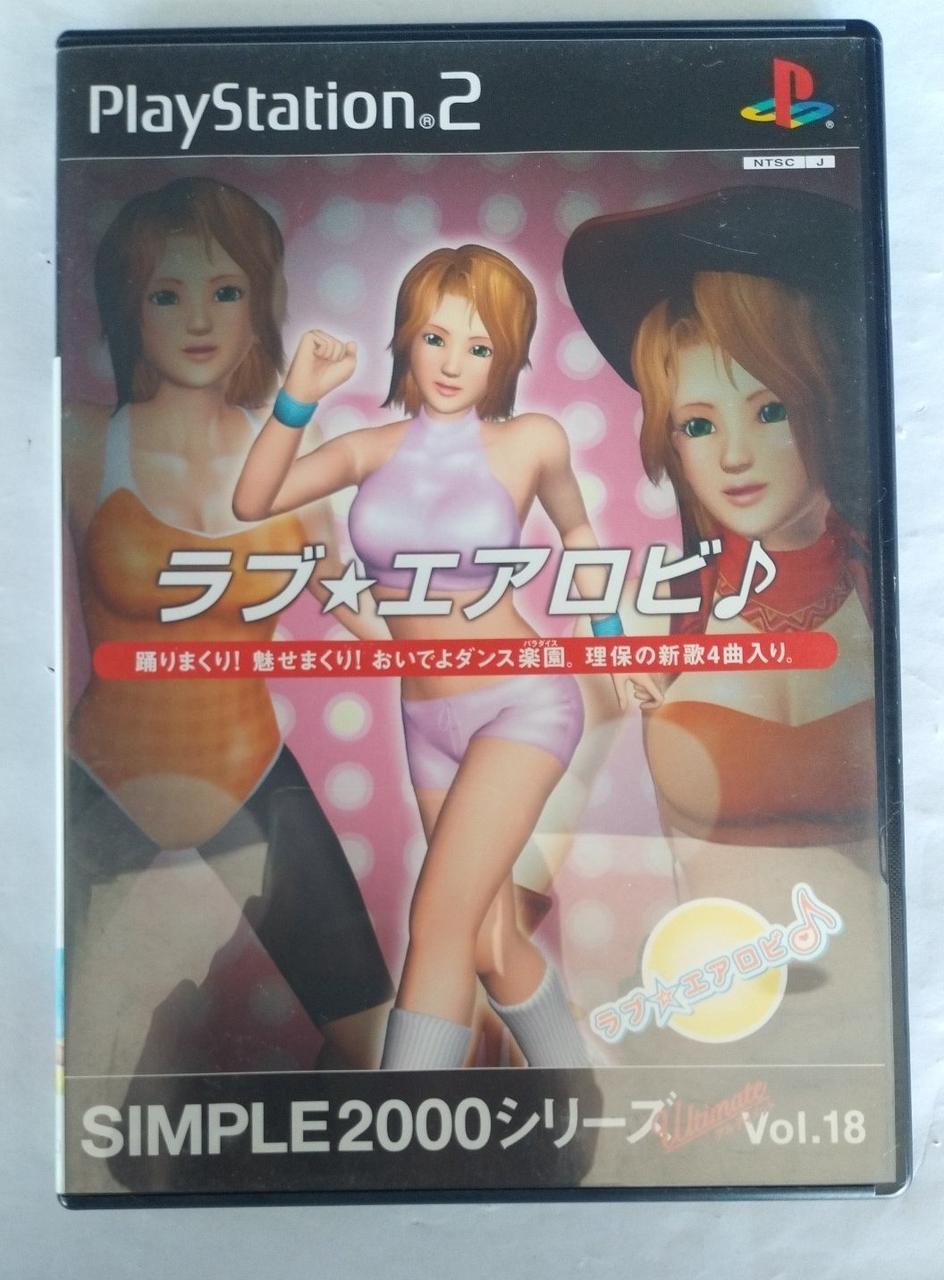 PlayStation®2
NTSC J
ラブ★エアロビ♪
パラダイス
踊りまくり! 魅せまくり! おいでよダンス楽園。理保の新歌4曲入り。
ラブ☆エアロビ♪
SIMPLE2000シリーズ Ultimate Vol.18